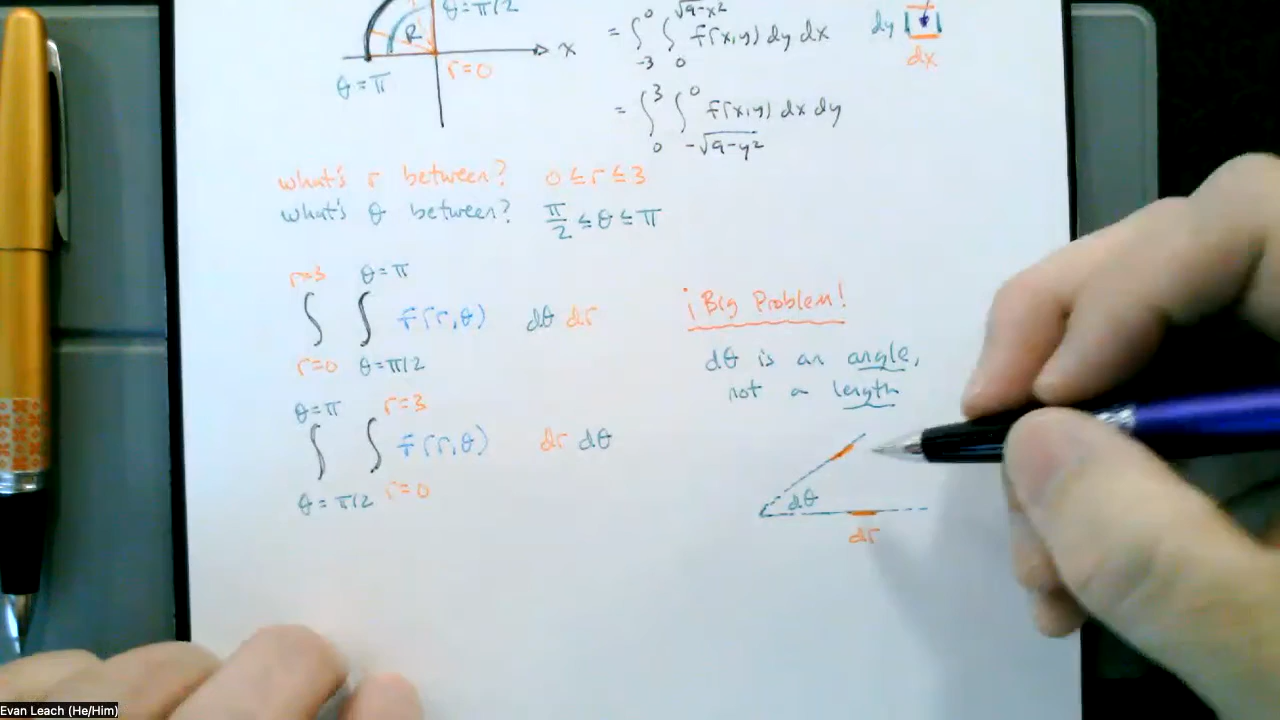 θ = π/2
R
x
θ = π
r=0
= ∫_{-3}^{0} ∫_{0}^{√9-x²} f(x,y) dy dx
dy
dx
= ∫_{0}^{3} ∫_{-√9-y²}^{0} f(x,y) dx dy
what's r between? 0 ≤ r ≤ 3
what's θ between? π/2 ≤ θ ≤ π
∫_{r=0}^{r=3} ∫_{θ=π/2}^{θ=π} f(r,θ) dθ dr
∫_{θ=π/2}^{θ=π} ∫_{r=0}^{r=3} f(r,θ) dr dθ
¡Big Problem!
dθ is an angle,
not a length
dθ
dr
Evan Leach (He/Him)